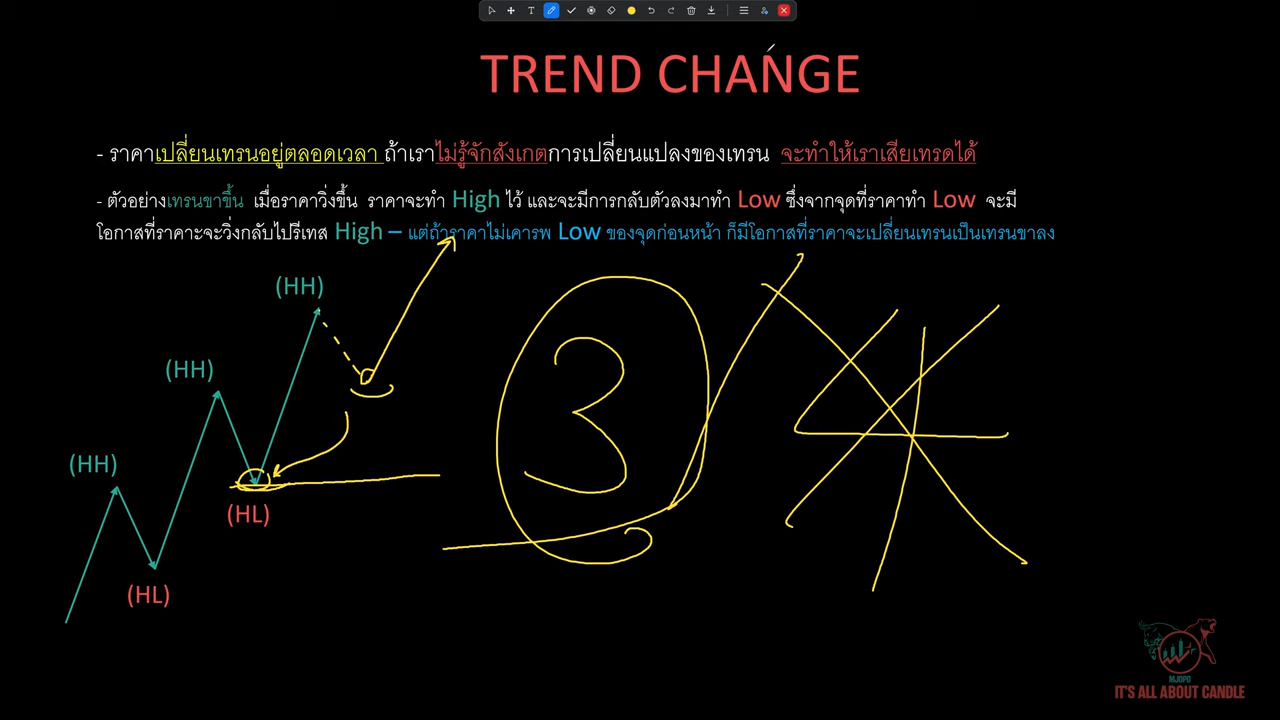 TREND CHANGE
- ราคาเปลี่ยนเทรนอยู่ตลอดเวลา ถ้าเราไม่รู้จักสังเกตการเปลี่ยนแปลงของเทรน จะทำให้เราเสียเทรดได้
- ตัวอย่างเทรนขาขึ้น เมื่อราคาวิ่งขึ้น ราคาจะทำ High ไว้ และจะมีการกลับตัวลงมาทำ Low ซึ่งจากจุดที่ราคาทำ Low จะมี
โอกาสที่ราคาะจะวิ่งกลับไปรีเทส High – แต่ถ้าราคาไม่เคารพ Low ของจุดก่อนหน้า ก็มีโอกาสที่ราคาจะเปลี่ยนเทรนเป็นเทรนขาลง
(HH)
(HH)
(HH)
(HL)
(HL)
3
4
MJOPO
IT'S ALL ABOUT CANDLE